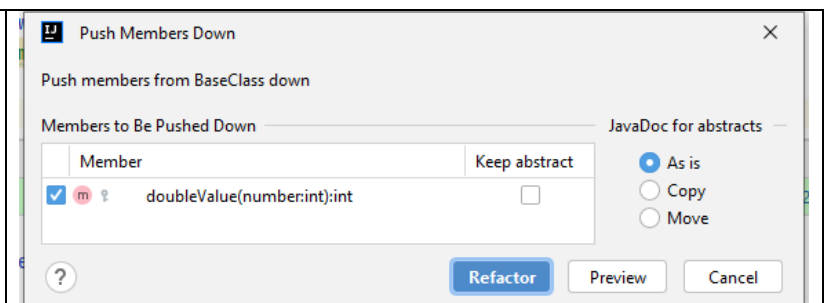 IJ
Push Members Down
Push members from BaseClass down
Members to Be Pushed Down
JavaDoc for abstracts
Member
Keep abstract
m
doubleValue(number:int):int
As is
Copy
Move
?
Refactor
Preview
Cancel